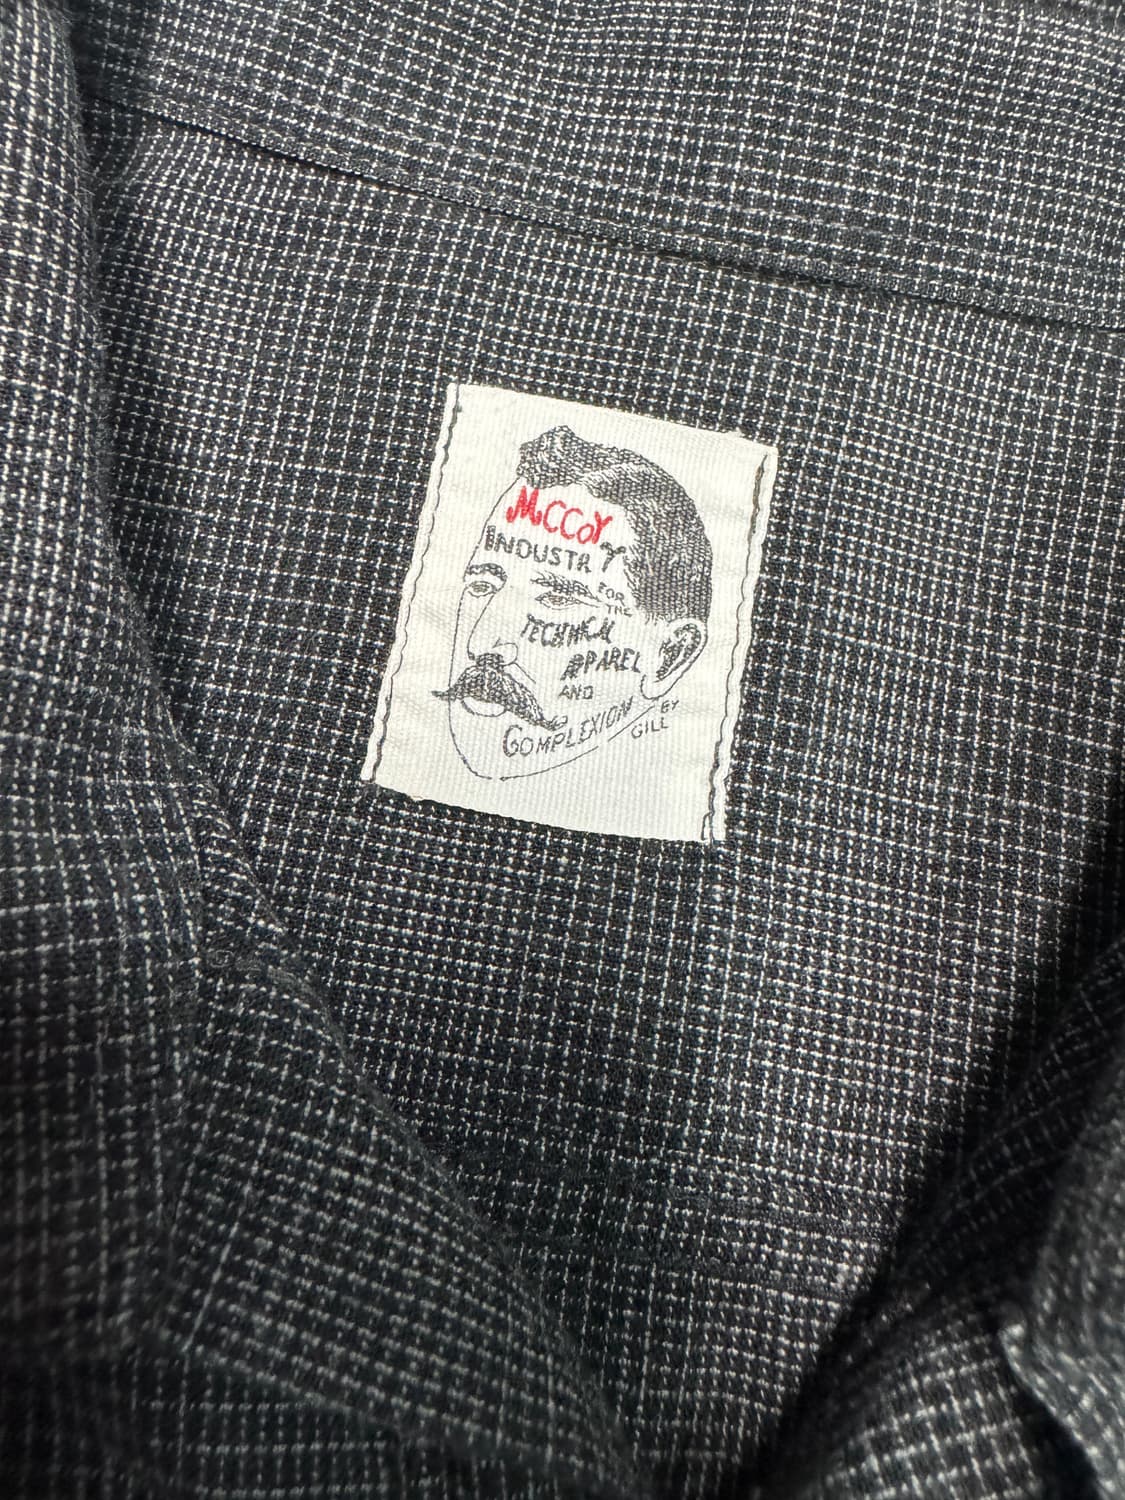 McCoy
INDUSTRY
FOR
THE
TECHNICAL
APPAREL
AND
COMPLEXION
BY
GILL